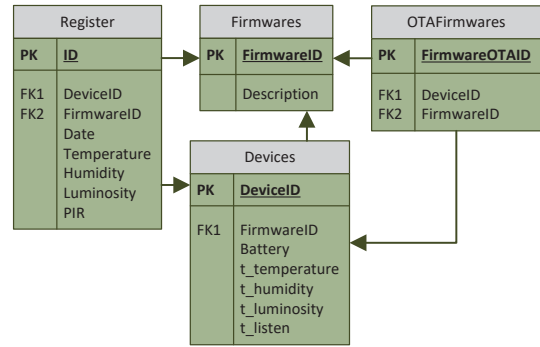 Register
PK ID
FK1 DeviceID
FK2 FirmwareID
Date
Temperature
Humidity
Luminosity
PIR
Firmwares
PK FirmwareID
Description
OTAFirmwares
PK FirmwareOTAID
FK1 DeviceID
FK2 FirmwareID
Devices
PK DeviceID
FK1 FirmwareID
Battery
t_temperature
t_humidity
t_luminosity
t_listen